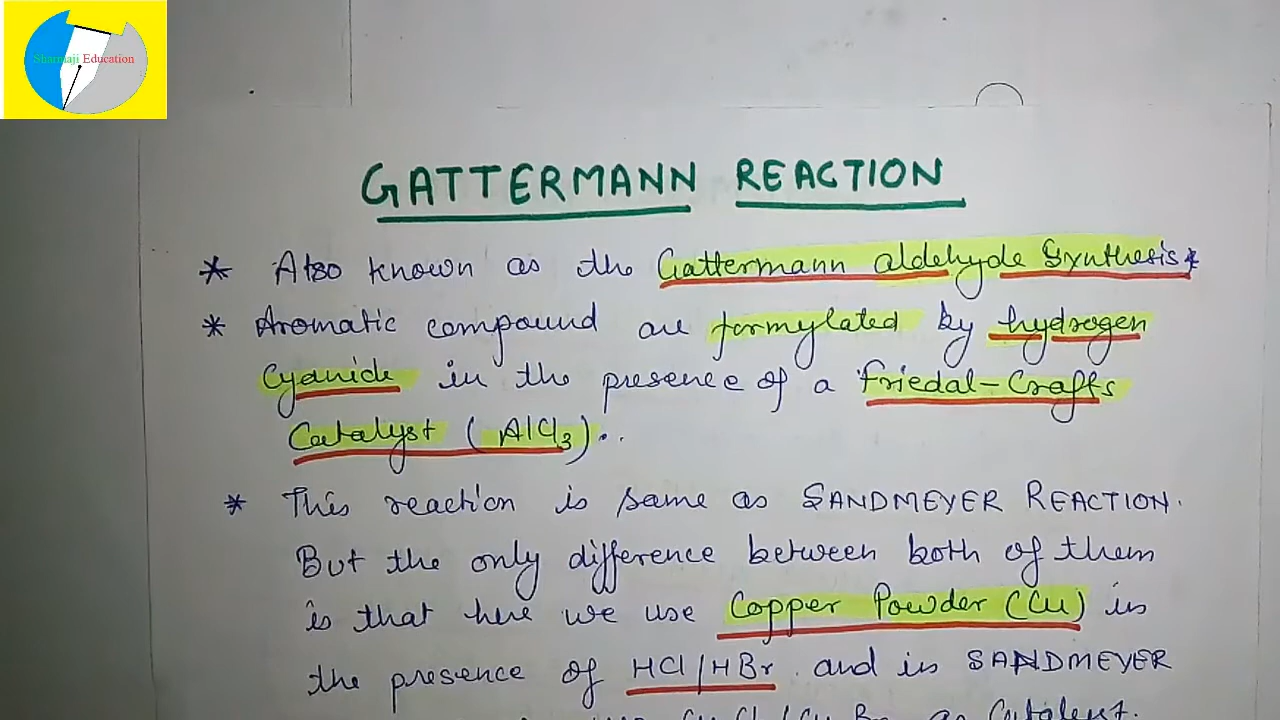 Sharmaji Education
GATTERMANN REACTION
* Also known as the Gattermann aldehyde Synthesis*
* Aromatic compound are formylated by hydrogen
Cyanide in the presence of a Friedal-Crafts
Catalyst (AlCl3)..
* This reaction is same as SANDMEYER REACTION.
But the only difference between both of them
is that here we use Copper Powder (Cu) in
the presence of HCl/HBr and in SANDMEYER
as Catalyst.